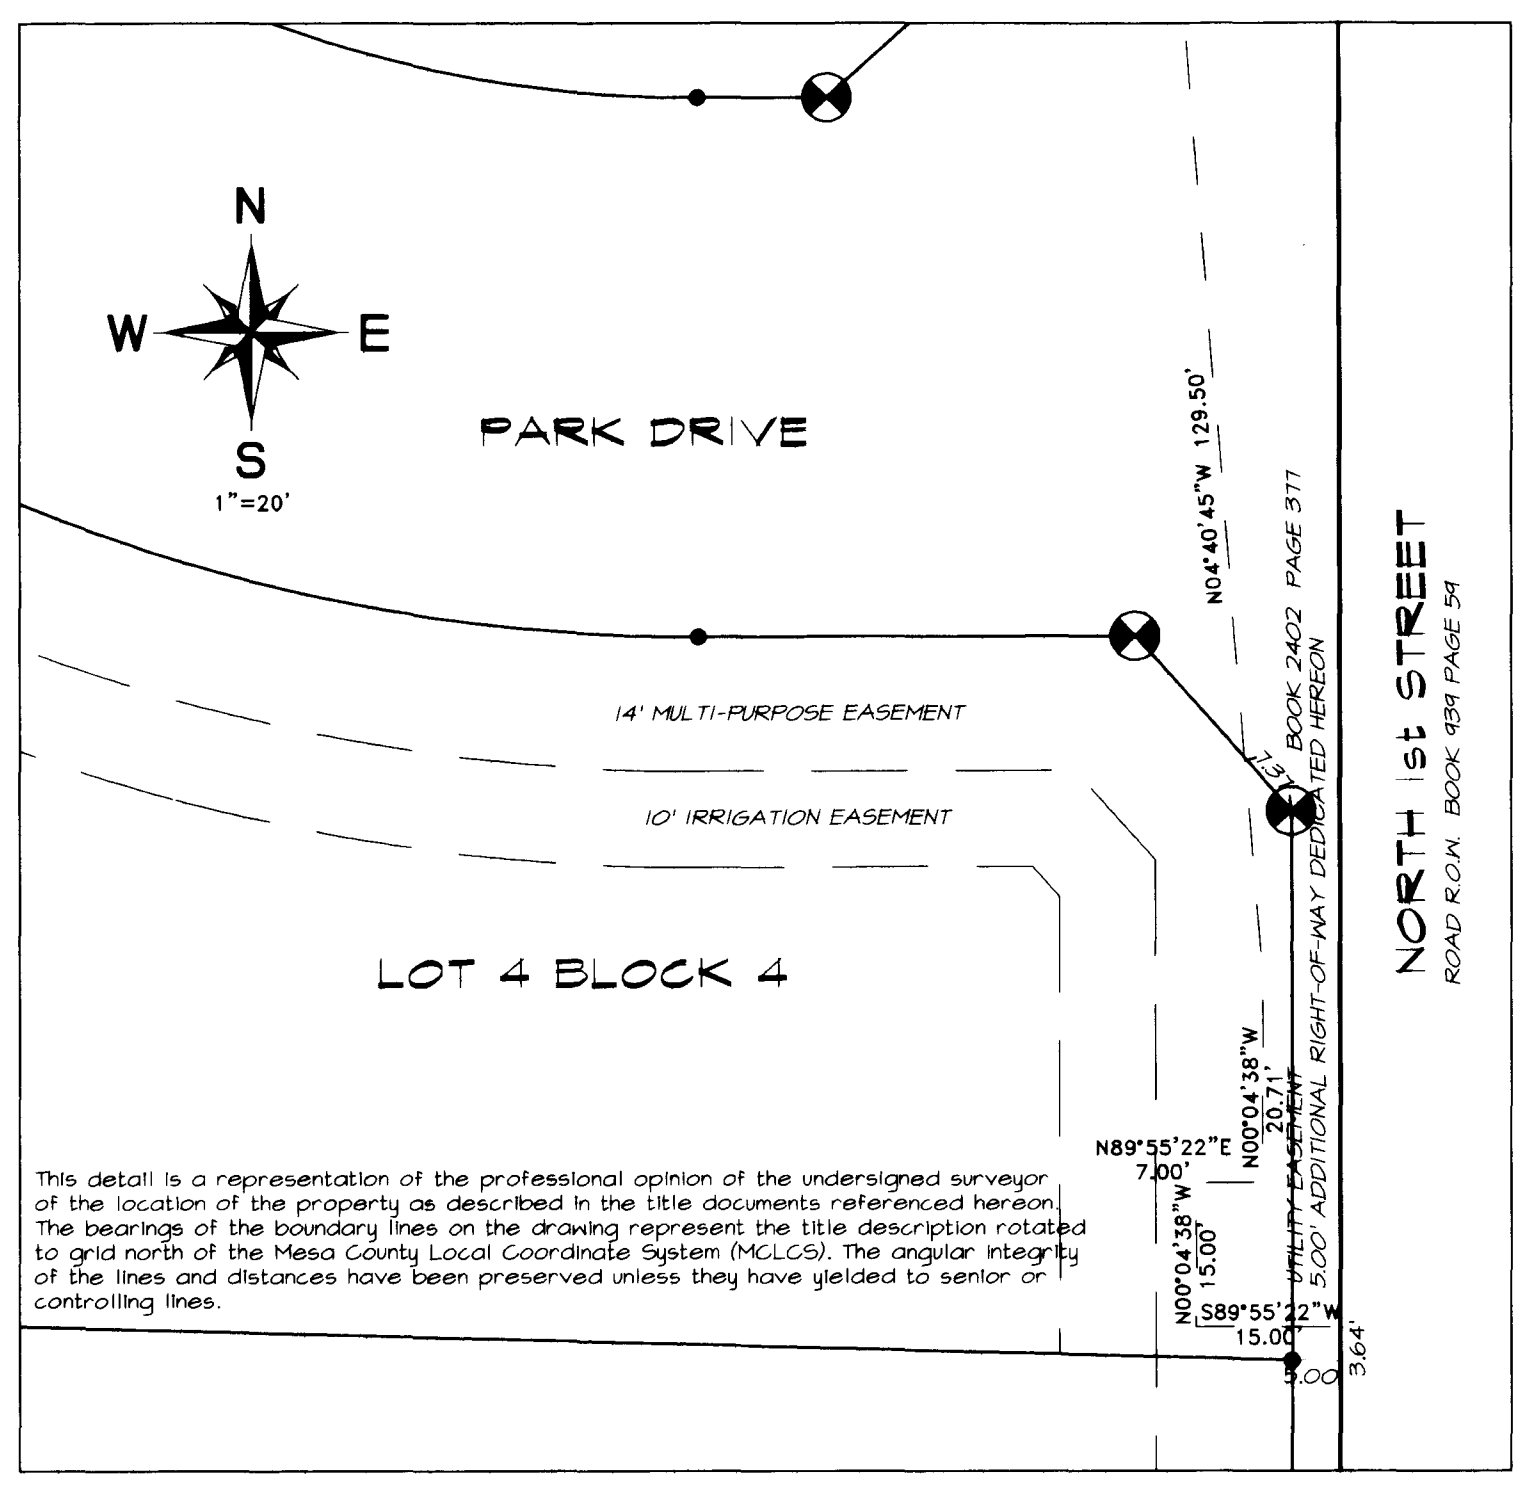 N
W E
S
1"=20'
PARK DRIVE
N04°40'45"W 129.50'
BOOK 2402 PAGE 377
UTILITY EASEMENT
5.00' ADDITIONAL RIGHT-OF-WAY DEDICATED HEREON
NORTH 1st STREET
ROAD R.O.W. BOOK 939 PAGE 59
14' MULTI-PURPOSE EASEMENT
7.37
10' IRRIGATION EASEMENT
LOT 4 BLOCK 4
N00°04'38"W
20.71'
N89°55'22"E
7.00'
N00°04'38"W
15.00'
S89°55'22"W
15.00'
5.00
3.64'
This detail is a representation of the professional opinion of the undersigned surveyor
of the location of the property as described in the title documents referenced hereon.
The bearings of the boundary lines on the drawing represent the title description rotated
to grid north of the Mesa County Local Coordinate System (MCLCS). The angular integrity
of the lines and distances have been preserved unless they have yielded to senior or
controlling lines.